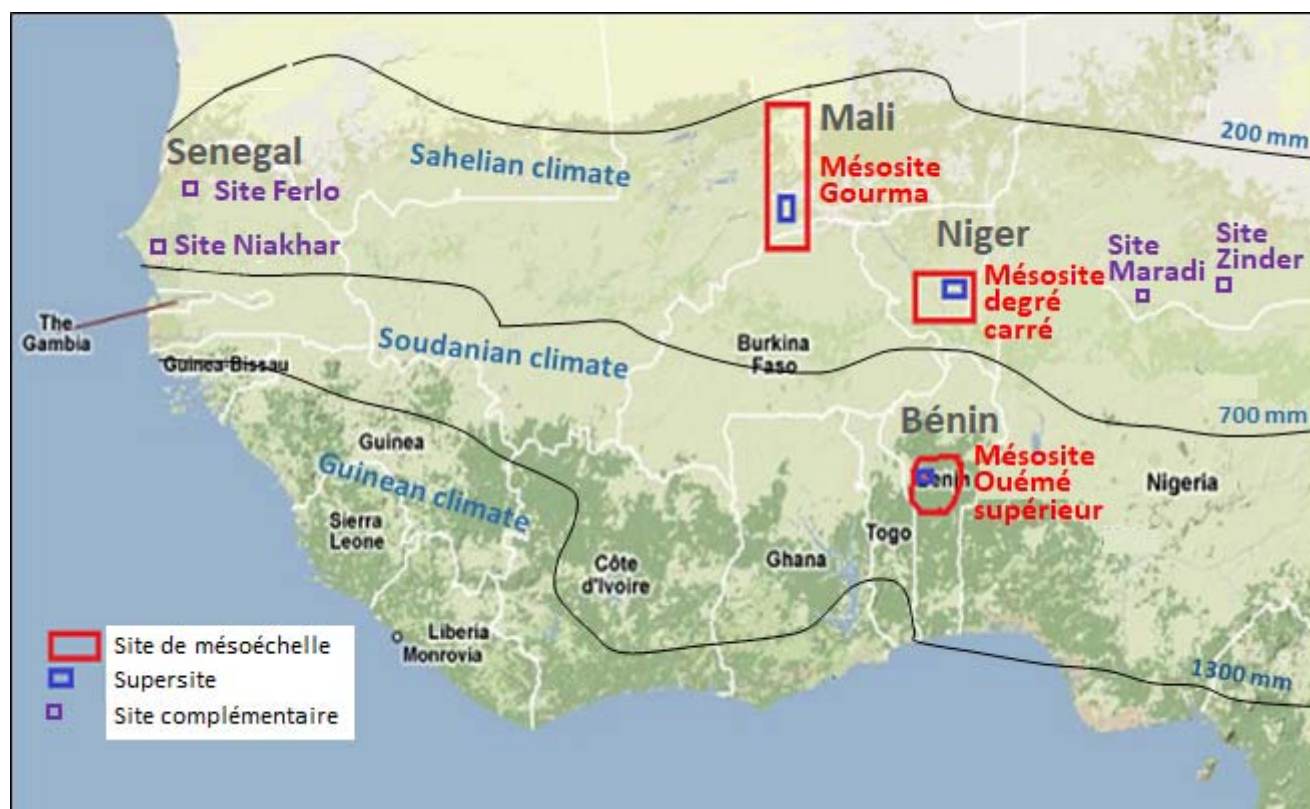 Mali
200 mm
Senegal
Sahelian climate
Mésosite
Gourma
Site Ferlo
Site Niakhar
Niger
Site
Maradi
Site
Zinder
Mésosite
degré
carré
The
Gambia
Soudanian climate
Burkina
Faso
Guinea-Bissau
700 mm
Bénin
Guinea
Guinean climate
Mésosite
Ouémé
supérieur
Benin
Nigeria
Sierra
Leone
Togo
Côte
d'Ivoire
Ghana
Liberia
Monrovia
1300 mm
Site de mésoéchelle
Supersite
Site complémentaire